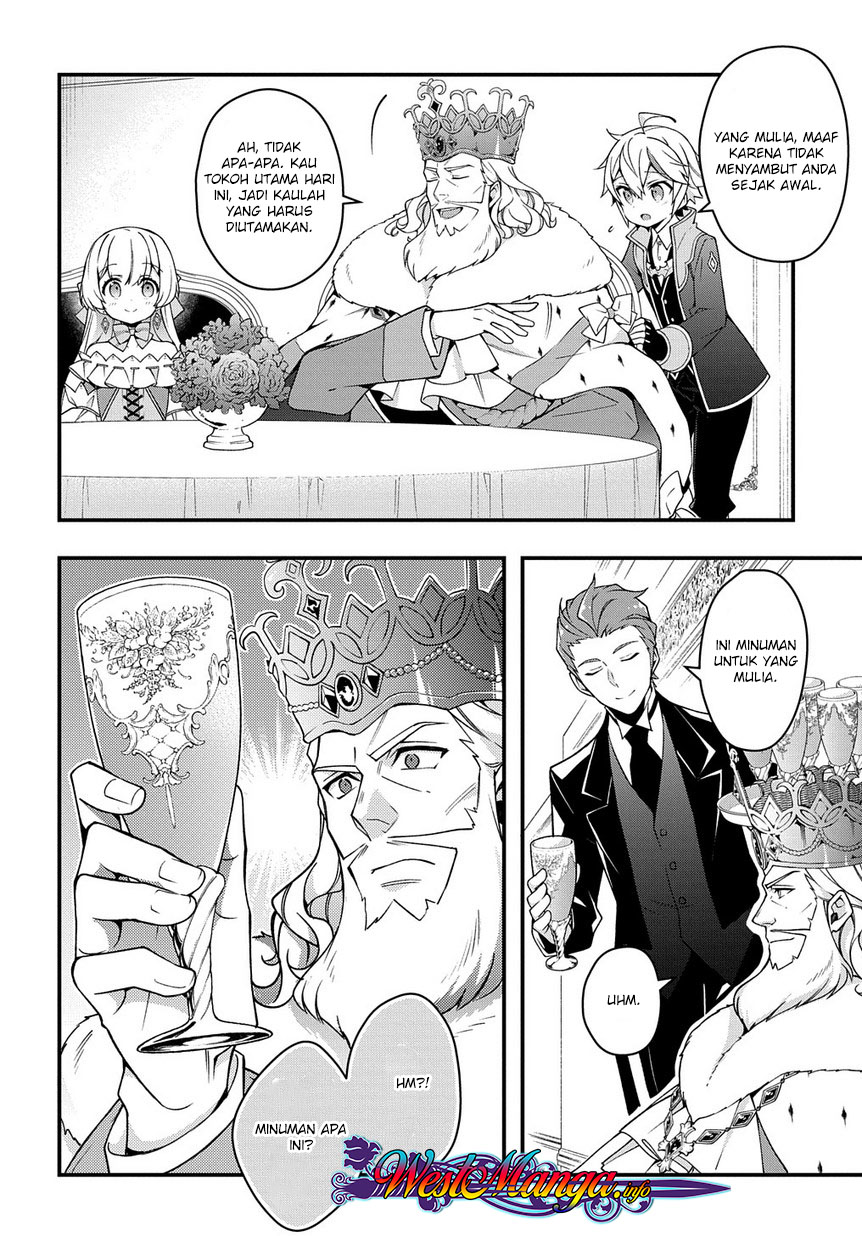 YANG MULIA, MAAF
KARENA TIDAK
MENYAMBUT ANDA
SEJAK AWAL.
AH, TIDAK
APA-APA. KAU
TOKOH UTAMA HARI
INI, JADI KAULAH
YANG HARUS
DIUTAMAKAN.
INI MINUMAN
UNTUK YANG
MULIA.
UHM.
HM?!
MINUMAN APA
INI?
WestManga.info